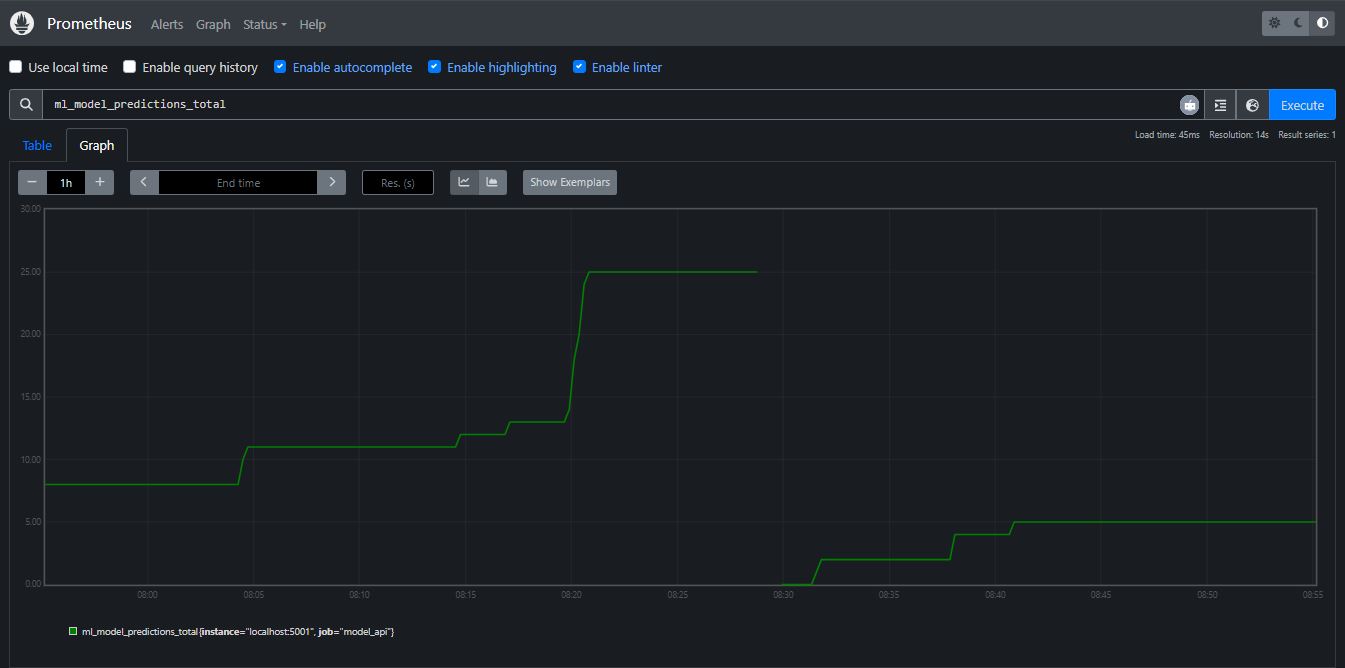 Prometheus Alerts Graph Status Help
Use local time Enable query history Enable autocomplete Enable highlighting Enable linter
ml_model_predictions_total Execute
Table Graph Load time: 45ms Resolution: 14s Result series: 1
1h End time Res. (s) Show Exemplars
30.00
25.00
20.00
15.00
10.00
5.00
0.00
08:00 08:05 08:10 08:15 08:20 08:25 08:30 08:35 08:40 08:45 08:50 08:55
ml_model_predictions_total{instance="localhost:5001", job="model_api"}